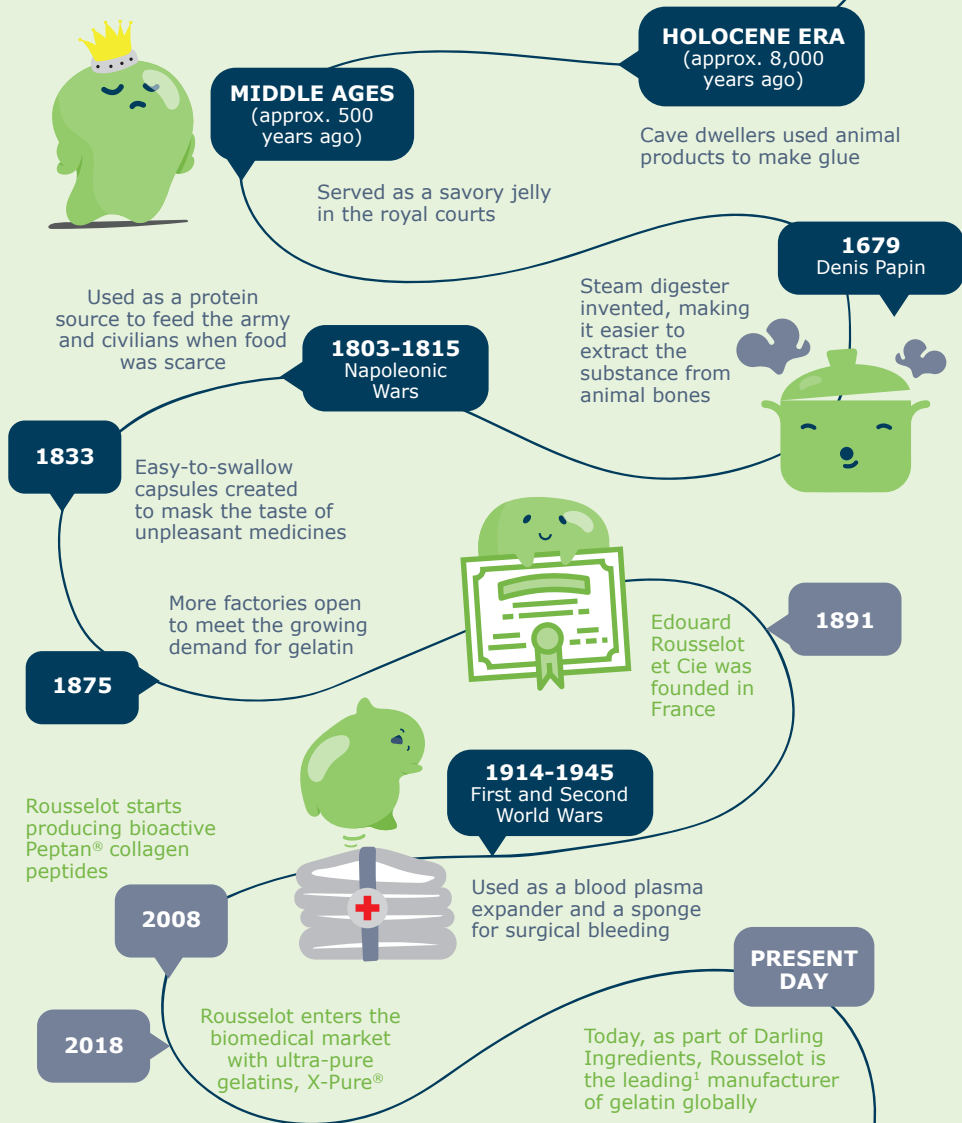 HOLOCENE ERA
(approx. 8,000
years ago)
Cave dwellers used animal
products to make glue
MIDDLE AGES
(approx. 500
years ago)
Served as a savory jelly
in the royal courts
1679
Denis Papin
Steam digester
invented, making
it easier to
extract the
substance from
animal bones
1803-1815
Napoleonic
Wars
Used as a protein
source to feed the army
and civilians when food
was scarce
1833
Easy-to-swallow
capsules created
to mask the taste of
unpleasant medicines
1875
More factories open
to meet the growing
demand for gelatin
1891
Edouard
Rousselot
et Cie was
founded in
France
1914-1945
First and Second
World Wars
Used as a blood plasma
expander and a sponge
for surgical bleeding
2008
Rousselot starts
producing bioactive
Peptan® collagen
peptides
2018
Rousselot enters the
biomedical market
with ultra-pure
gelatins, X-Pure®
PRESENT
DAY
Today, as part of Darling
Ingredients, Rousselot is
the leading¹ manufacturer
of gelatin globally